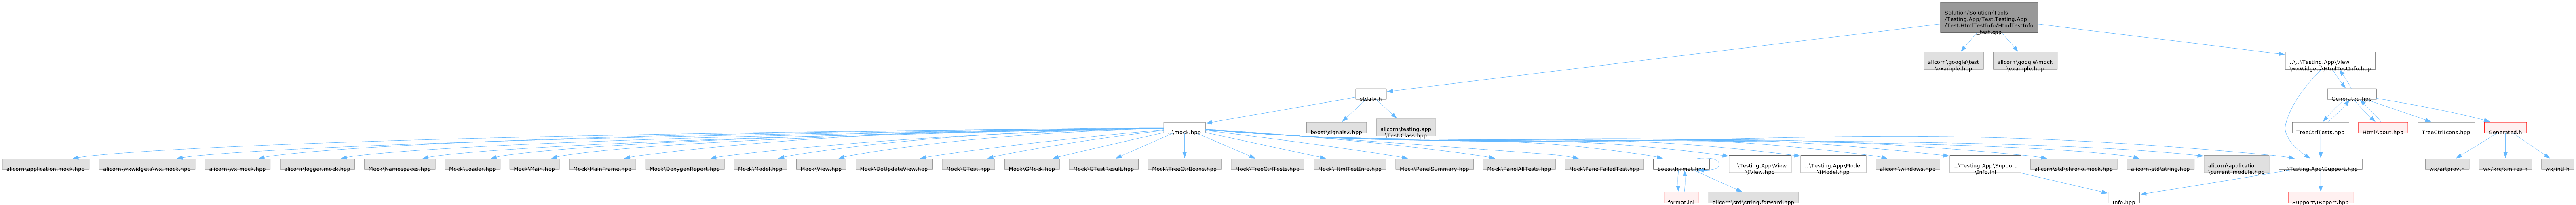 Solution/Solution/Tools
/Testing.App/Test.Testing.App
/Test.HtmlTestInfo/HtmlTestInfo
_test.cpp
alicorn\google\test
\example.hpp
alicorn\google\mock
\example.hpp
..\..\Testing.App\View
\wxWidgets\HtmlTestInfo.hpp
stdafx.h
Generated.hpp
..\mock.hpp
boost\signals2.hpp
alicorn\testing.app
\Test.Class.hpp
TreeCtrlTests.hpp
HtmlAbout.hpp
TreeCtrlIcons.hpp
Generated.h
alicorn\application.mock.hpp
alicorn\wxwidgets\wx.mock.hpp
alicorn\wx.mock.hpp
alicorn\logger.mock.hpp
Mock\Namespaces.hpp
Mock\Loader.hpp
Mock\Main.hpp
Mock\MainFrame.hpp
Mock\DoxygenReport.hpp
Mock\Model.hpp
Mock\View.hpp
Mock\DoUpdateView.hpp
Mock\GTest.hpp
Mock\GMock.hpp
Mock\GTestResult.hpp
Mock\TreeCtrlIcons.hpp
Mock\TreeCtrlTests.hpp
Mock\HtmlTestInfo.hpp
Mock\PanelSummary.hpp
Mock\PanelAllTests.hpp
Mock\PanelFailedTest.hpp
boost\format.hpp
..\Testing.App\View
\IView.hpp
..\Testing.App\Model
\IModel.hpp
alicorn\windows.hpp
..\Testing.App\Support
\Info.inl
alicorn\std\chrono.mock.hpp
alicorn\std\string.hpp
alicorn\application
\current-module.hpp
..\Testing.App\Support.hpp
wx/artprov.h
wx/xrc/xmlres.h
wx/intl.h
format.inl
alicorn\std\string.forward.hpp
Info.hpp
Support\IReport.hpp